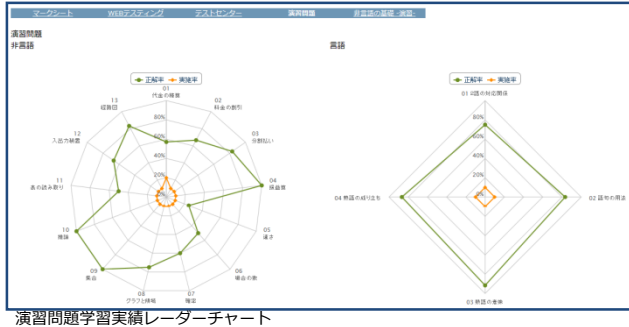 マークシート WEBテスティング テストセンター 演習問題 非言語の基礎 -演習-
演習問題
非言語
言語
正解率 実施率
01
代金の精算
02
料金の割引
03
分割払い
04
損益算
05
速さ
06
場合の数
07
確率
08
グラフと領域
09
集合
10
推論
11
表の読み取り
12
入出力装置
13
経路図
80%
60%
40%
20%
0%
正解率 実施率
01 2語の対応関係
02 語句の用法
03 熟語の意味
04 熟語の成り立ち
80%
60%
40%
20%
0%
演習問題学習実績レーダーチャート